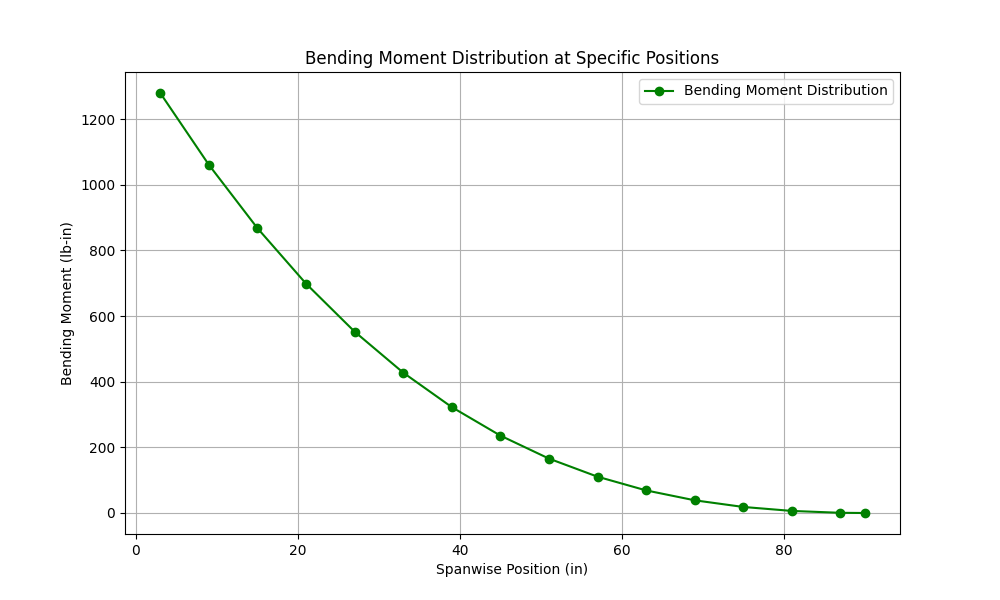 Bending Moment Distribution at Specific Positions
Bending Moment Distribution
Bending Moment (lb-in)
1200
1000
800
600
400
200
0
0 20 40 60 80
Spanwise Position (in)